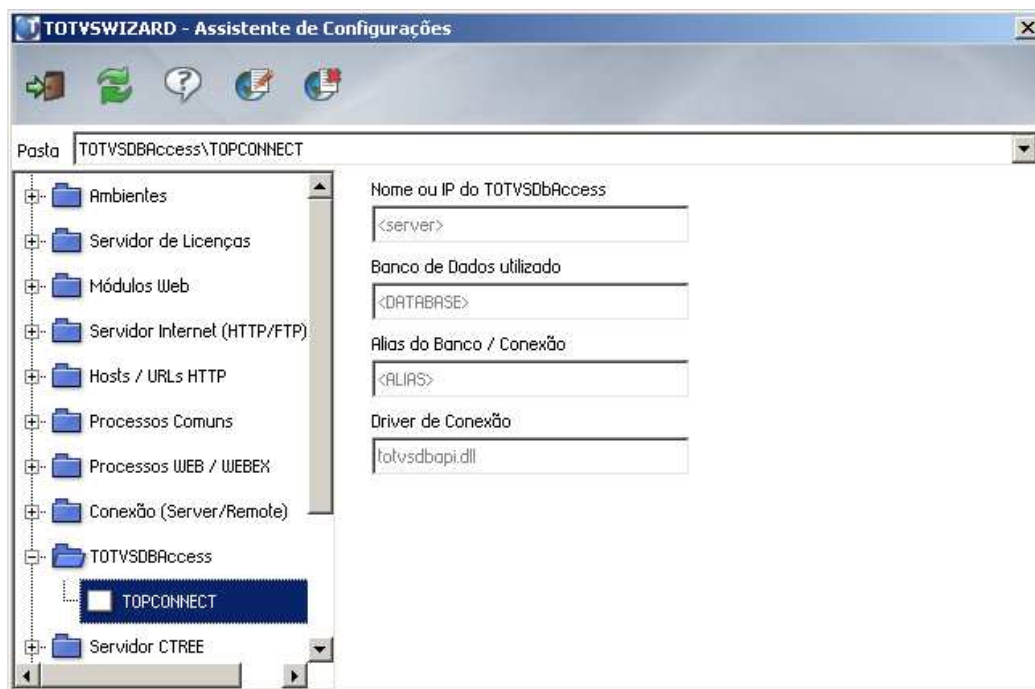 TOTVSWIZARD - Assistente de Configurações
Pasta TOTVSDBAccess\TOPCONNECT
Ambientes
Servidor de Licenças
Módulos Web
Servidor Internet (HTTP/FTP)
Hosts / URLs HTTP
Processos Comuns
Processos WEB / WEBEX
Conexão (Server/Remote)
TOTVSDBAccess
TOPCONNECT
Servidor CTREE
Nome ou IP do TOTVSDbAccess
<server>
Banco de Dados utilizado
<DATABASE>
Alias do Banco / Conexão
<ALIAS>
Driver de Conexão
totvsdbapi.dll